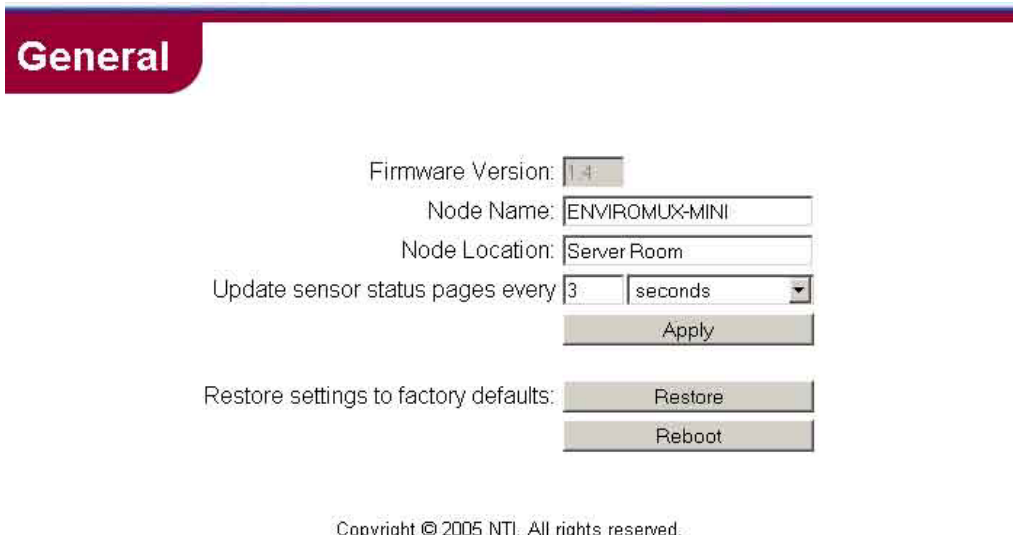 General
Firmware Version: 1.4
Node Name: ENVIROMUX-MINI
Node Location: Server Room
Update sensor status pages every 3 seconds
Apply
Restore settings to factory defaults: Restore
Reboot
Copyright © 2005 NTI. All rights reserved.